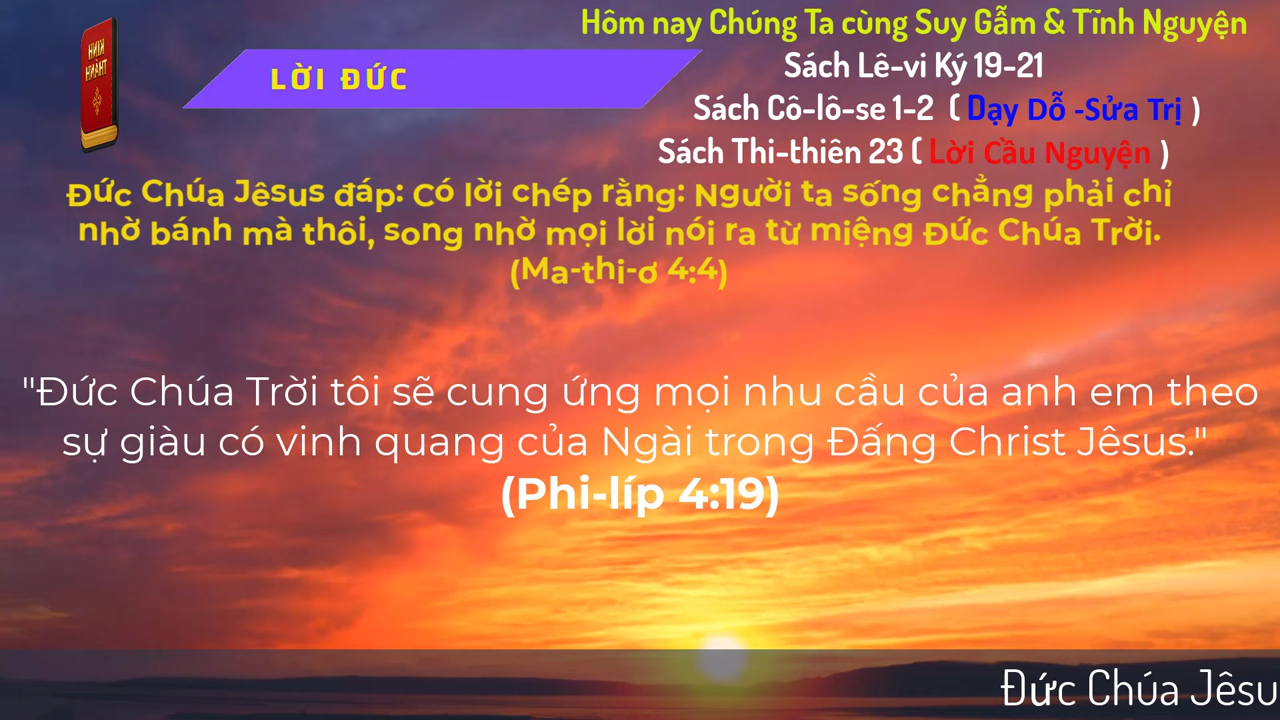 Hôm nay Chúng Ta cùng Suy Gẫm & Tĩnh Nguyện
KINH
THÁNH
LỜI ĐỨC
Sách Lê-vi Ký 19-21
Sách Cô-lô-se 1-2 ( Dạy Dỗ -Sửa Trị )
Sách Thi-thiên 23 ( Lời Cầu Nguyện )
Đức Chúa Jêsus đáp: Có lời chép rằng: Người ta sống chẳng phải chỉ
nhờ bánh mà thôi, song nhờ mọi lời nói ra từ miệng Đức Chúa Trời.
(Ma-thi-ơ 4:4)
"Đức Chúa Trời tôi sẽ cung ứng mọi nhu cầu của anh em theo
sự giàu có vinh quang của Ngài trong Đấng Christ Jêsus."
(Phi-líp 4:19)
Đức Chúa Jêsu